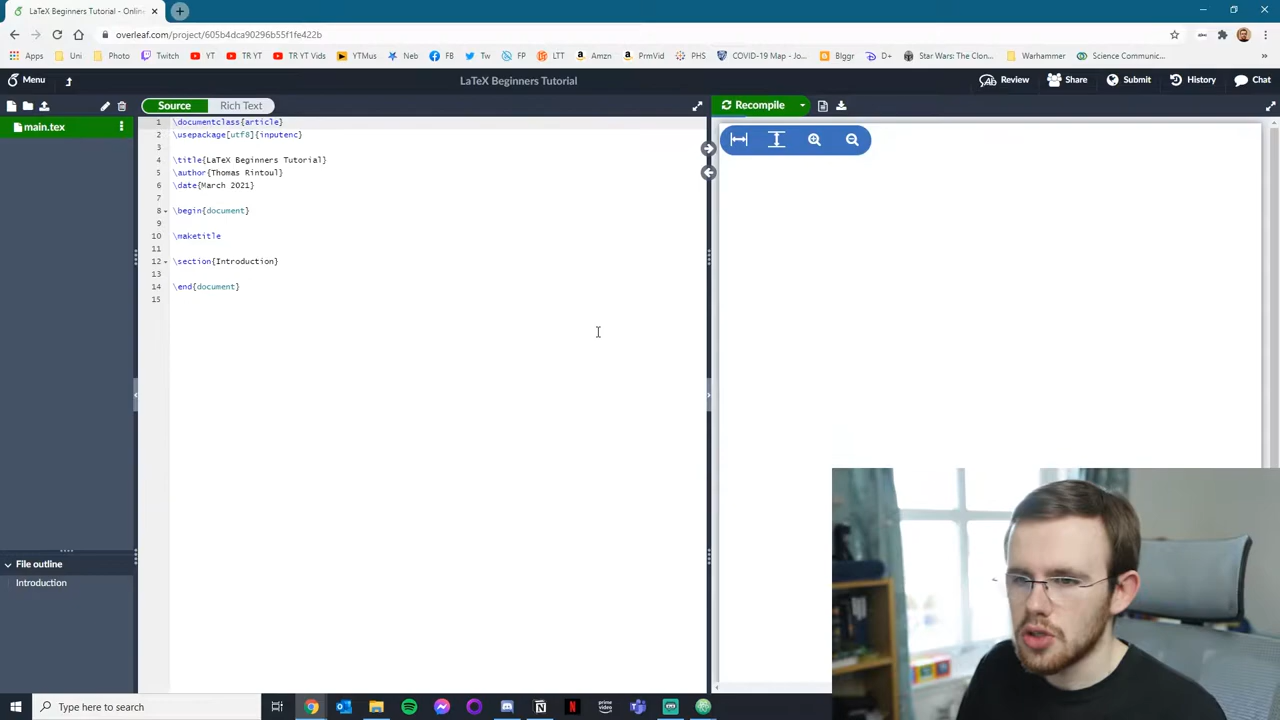 LaTeX Beginners Tutorial - Online
overleaf.com/project/605b4dca90296b55f1fe422b
Apps Uni Photo Twitch YT TR YT TR YT Vids YTMus Neb FB Tw FP LTT Amzn PrmVid PHS COVID-19 Map - Jo... Blggr D+ Star Wars: The Clon... Warhammer Science Communic... »
Menu LaTeX Beginners Tutorial Review Share Submit History Chat
Source Rich Text Recompile
main.tex
1 \documentclass{article}
2 \usepackage[utf8]{inputenc}
3
4 \title{LaTeX Beginners Tutorial}
5 \author{Thomas Rintoul}
6 \date{March 2021}
7
8 \begin{document}
9
10 \maketitle
11
12 \section{Introduction}
13
14 \end{document}
15
File outline
Introduction
Type here to search
prime video